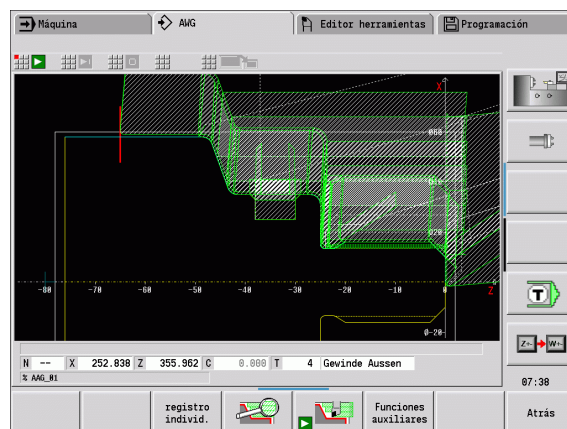 Máquina
AWG
Editor herramientas
Programación
X
Ø60
Ø20
-80 -70 -60 -50 -40 -30 -20 -10 0 Z
Ø-20
N -- X 252.838 Z 355.962 C 0.000 T 4 Gewinde Aussen
% AAG_01
T
Z+- W+-
07:38
registro individ.
Funciones auxiliares
Atrás